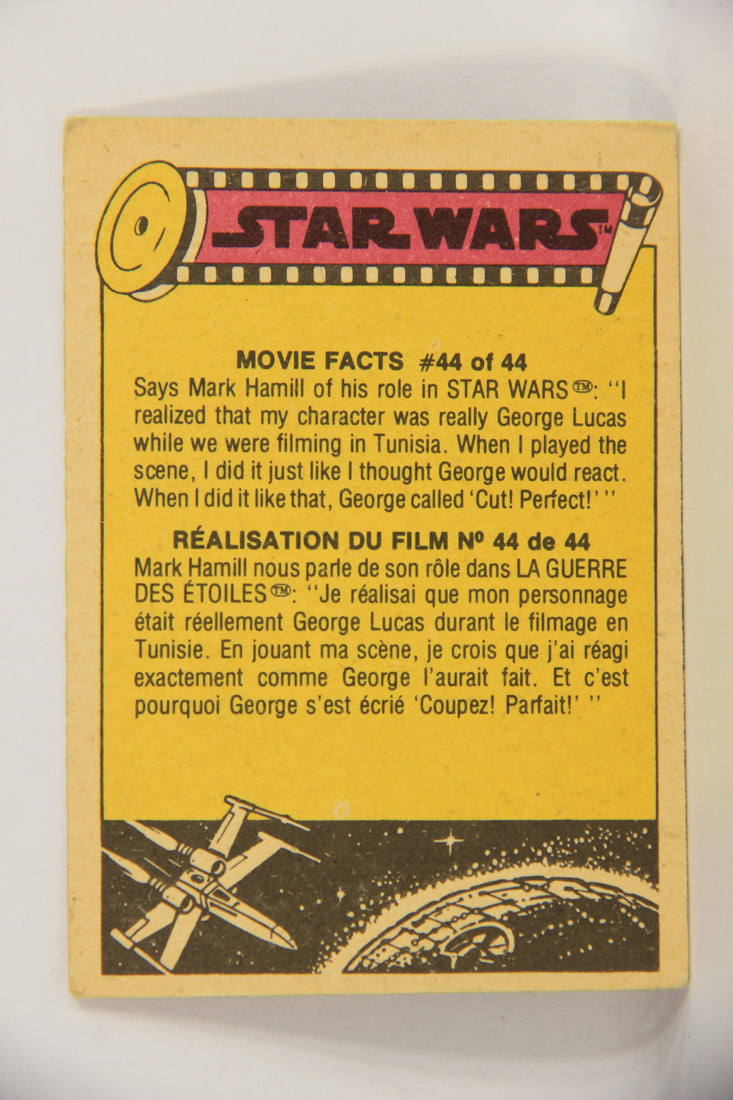 STAR WARS™
MOVIE FACTS #44 of 44
Says Mark Hamill of his role in STAR WARS™: “I
realized that my character was really George Lucas
while we were filming in Tunisia. When I played the
scene, I did it just like I thought George would react.
When I did it like that, George called ‘Cut! Perfect!’ ”
RÉALISATION DU FILM Nº 44 de 44
Mark Hamill nous parle de son rôle dans LA GUERRE
DES ÉTOILES™: “Je réalisai que mon personnage
était réellement George Lucas durant le filmage en
Tunisie. En jouant ma scène, je crois que j’ai réagi
exactement comme George l’aurait fait. Et c’est
pourquoi George s’est écrié ‘Coupez! Parfait!’ ”